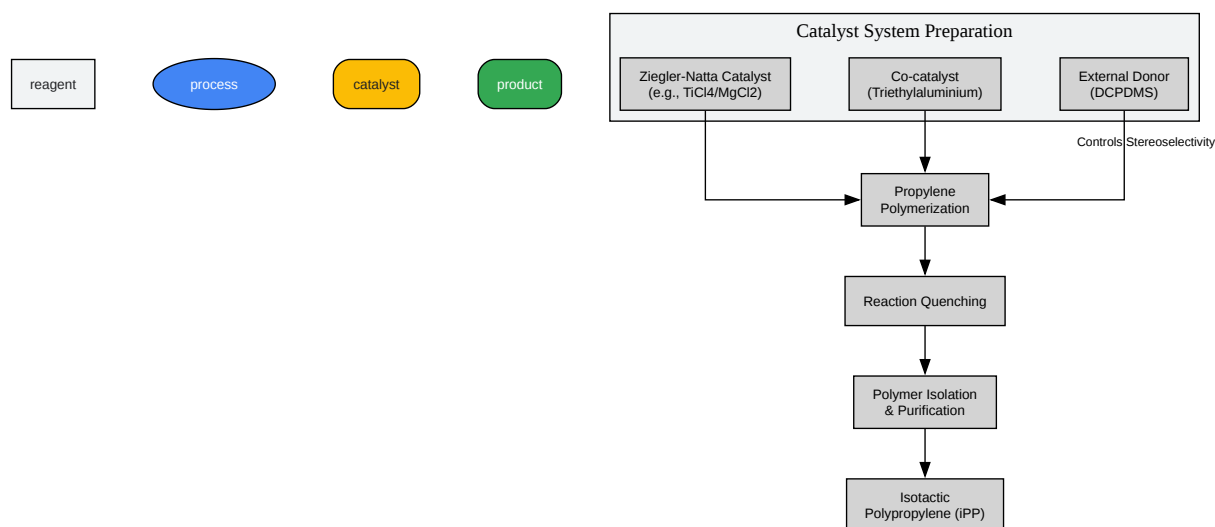 reagent
process
catalyst
product
Catalyst System Preparation
Ziegler-Natta Catalyst
(e.g., TiCl4/MgCl2)
Co-catalyst
(Triethylaluminium)
External Donor
(DCPDMS)
Controls Stereoselectivity
Propylene
Polymerization
Reaction Quenching
Polymer Isolation
& Purification
Isotactic
Polypropylene (iPP)